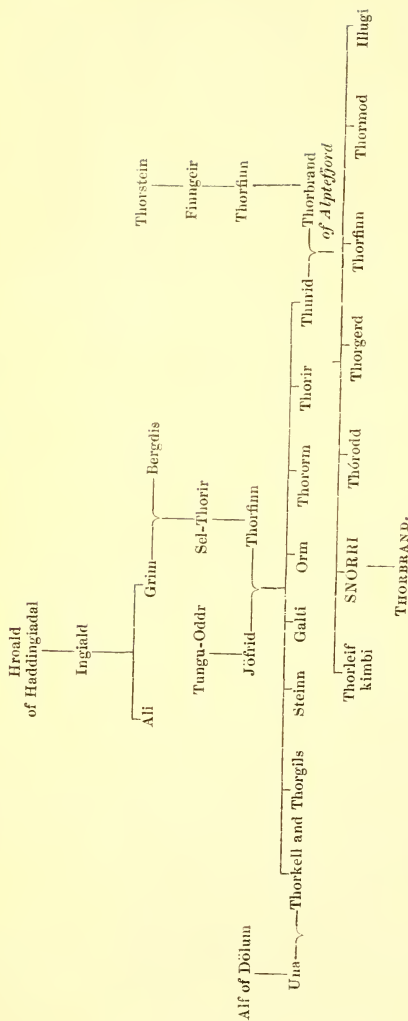 Hroald
of Haddingiadal
Ingiald
Ali Grim Bergdis
Thorstein
Finngeir
Thorfinn
Thorbrand
of Alptefjord
Tungu-Oddr Sel-Thorir
Jöfrid Thorfinn
Alf of Dölum
Una Thorkell and Thorgils Steinn Galti Orm Thororm Thorir Thurid
Thorleif
kimbi
SNORRI Thórodd Thorgerd Thorfinn Thormod Illugi
THORBRAND.